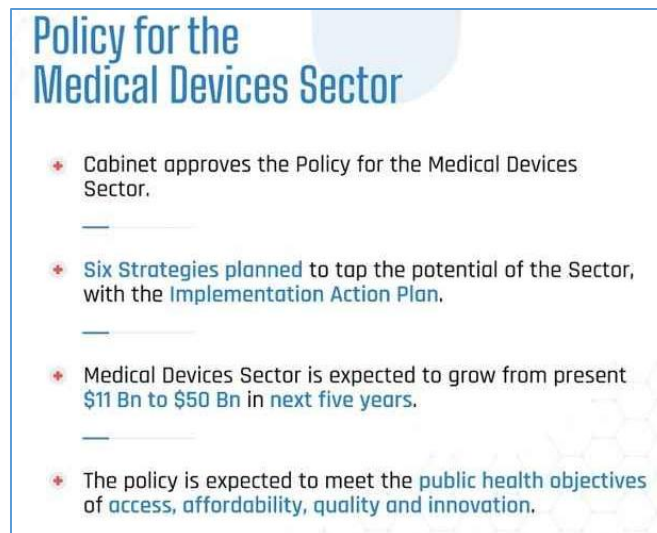 Policy for the
Medical Devices Sector
Cabinet approves the Policy for the Medical Devices
Sector.
Six Strategies planned to tap the potential of the Sector,
with the Implementation Action Plan.
Medical Devices Sector is expected to grow from present
$11 Bn to $50 Bn in next five years.
The policy is expected to meet the public health objectives
of access, affordability, quality and innovation.